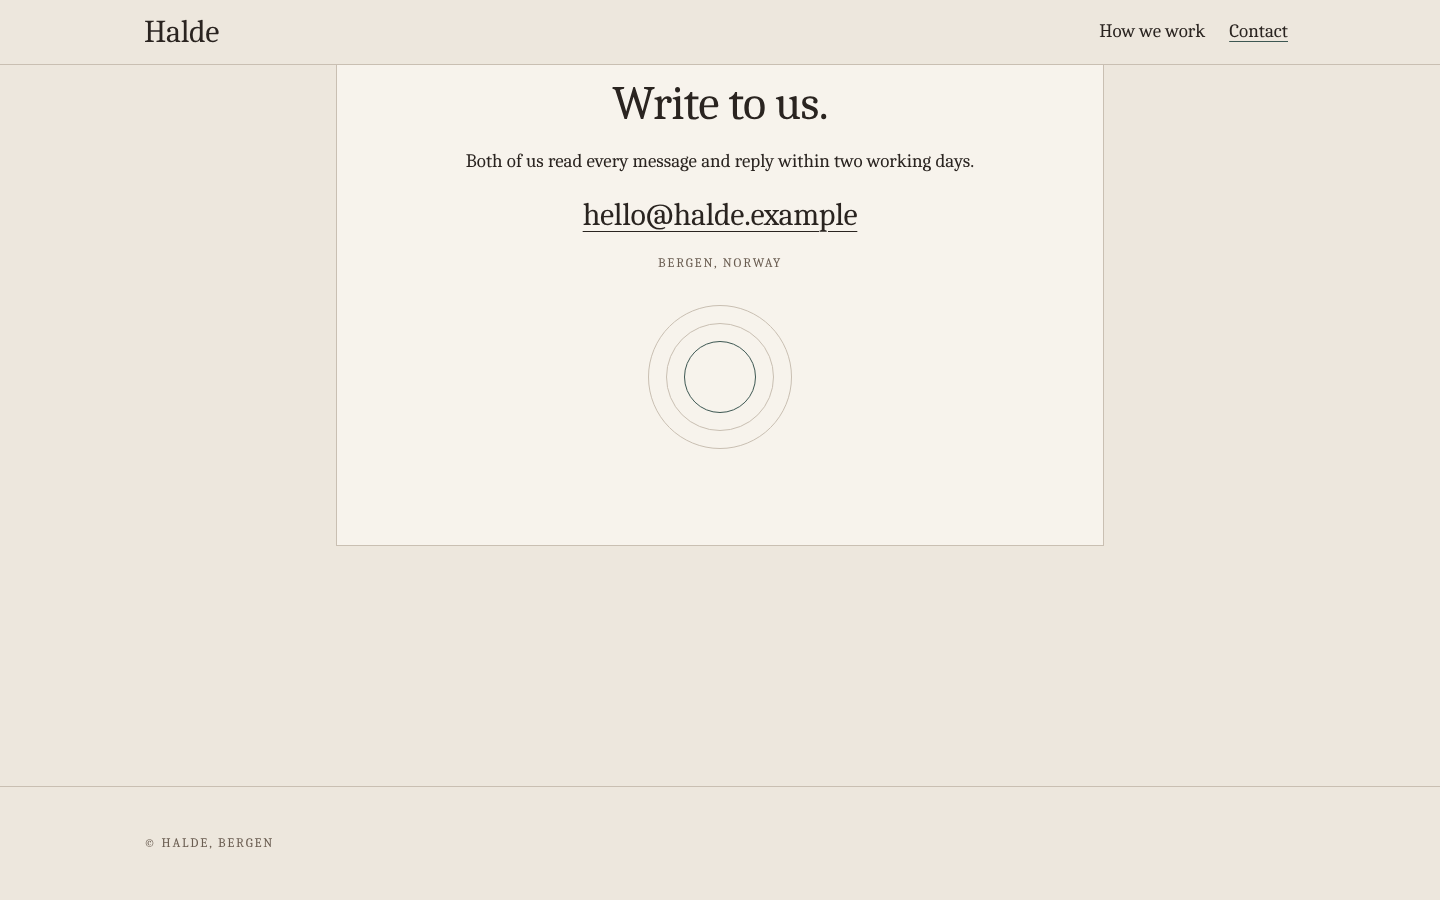 Halde
How we work
Contact
Write to us.
Both of us read every message and reply within two working days.
hello@halde.example
BERGEN, NORWAY
© HALDE, BERGEN